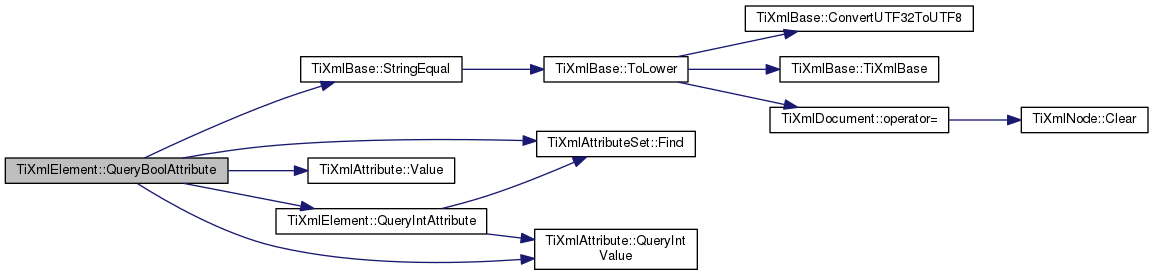 TiXmlElement::QueryBoolAttribute
TiXmlBase::StringEqual
TiXmlBase::ToLower
TiXmlBase::ConvertUTF32ToUTF8
TiXmlBase::TiXmlBase
TiXmlDocument::operator=
TiXmlNode::Clear
TiXmlAttributeSet::Find
TiXmlAttribute::Value
TiXmlElement::QueryIntAttribute
TiXmlAttribute::QueryInt
Value